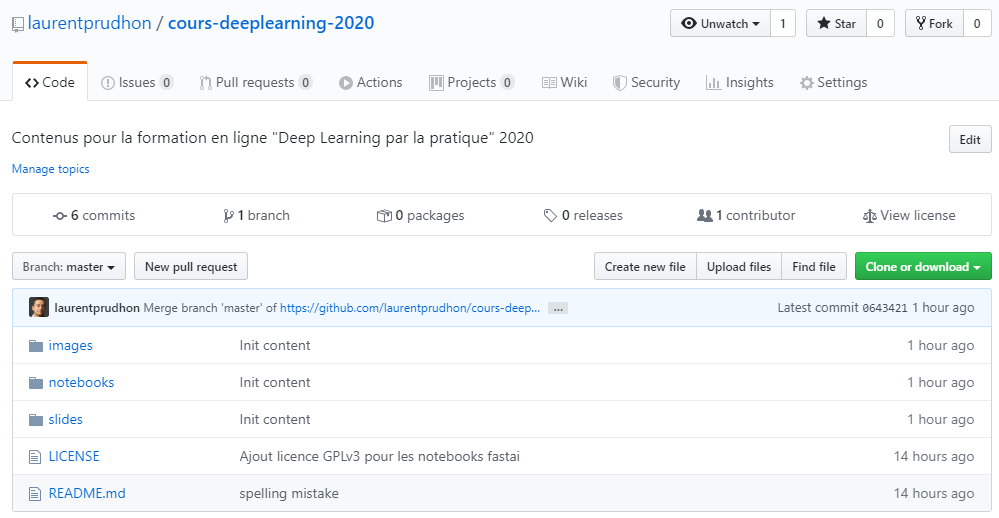 laurentprudhon / cours-deeplearning-2020 Unwatch 1 Star 0 Fork 0
Code Issues 0 Pull requests 0 Actions Projects 0 Wiki Security Insights Settings
Contenus pour la formation en ligne "Deep Learning par la pratique" 2020 Edit
Manage topics
6 commits 1 branch 0 packages 0 releases 1 contributor View license
Branch: master New pull request Create new file Upload files Find file Clone or download
laurentprudhon Merge branch 'master' of https://github.com/laurentprudhon/cours-deep... ... Latest commit 0643421 1 hour ago
images Init content 1 hour ago
notebooks Init content 1 hour ago
slides Init content 1 hour ago
LICENSE Ajout licence GPLv3 pour les notebooks fastai 14 hours ago
README.md spelling mistake 14 hours ago